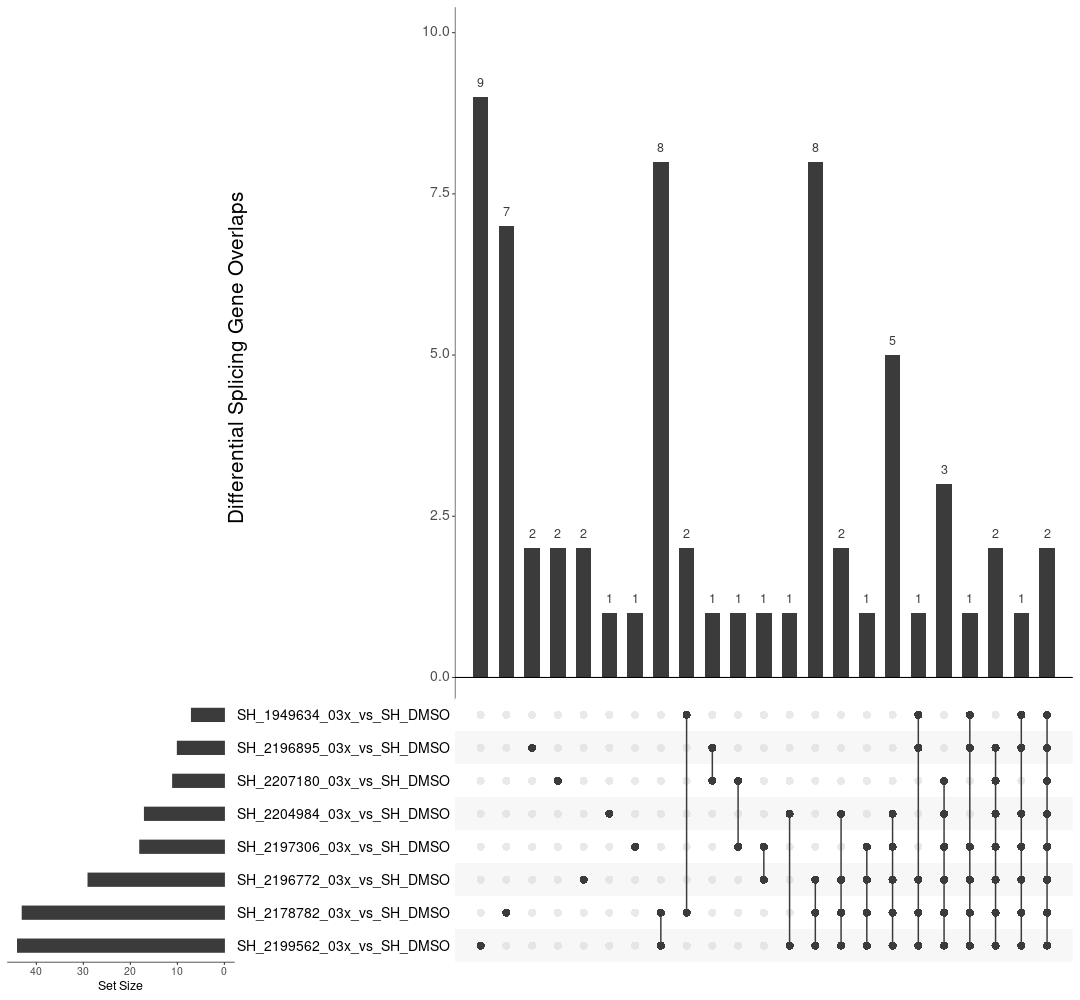 Differential Splicing Gene Overlaps
10.0
7.5
5.0
2.5
0.0
9
7
2
2
2
1
1
8
2
1
1
1
1
8
2
1
5
1
3
1
2
1
2
SH_1949634_03x_vs_SH_DMSO
SH_2196895_03x_vs_SH_DMSO
SH_2207180_03x_vs_SH_DMSO
SH_2204984_03x_vs_SH_DMSO
SH_2197306_03x_vs_SH_DMSO
SH_2196772_03x_vs_SH_DMSO
SH_2178782_03x_vs_SH_DMSO
SH_2199562_03x_vs_SH_DMSO
40 30 20 10 0
Set Size